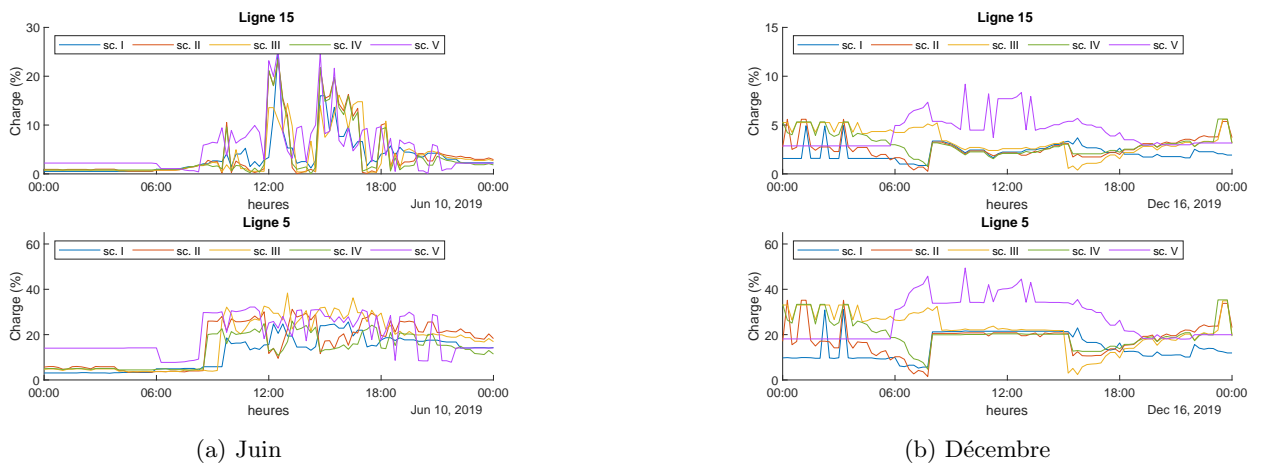 Ligne 15
30
20
10
0
Charge (%)
sc. I sc. II sc. III sc. IV sc. V
00:00 06:00 12:00 18:00 00:00
heures
Jun 10, 2019
Ligne 5
60
40
20
0
Charge (%)
sc. I sc. II sc. III sc. IV sc. V
00:00 06:00 12:00 18:00 00:00
heures
Jun 10, 2019
(a) Juin
Ligne 15
15
10
5
0
Charge (%)
sc. I sc. II sc. III sc. IV sc. V
00:00 06:00 12:00 18:00 00:00
heures
Dec 16, 2019
Ligne 5
60
40
20
0
Charge (%)
sc. I sc. II sc. III sc. IV sc. V
00:00 06:00 12:00 18:00 00:00
heures
Dec 16, 2019
(b) Décembre